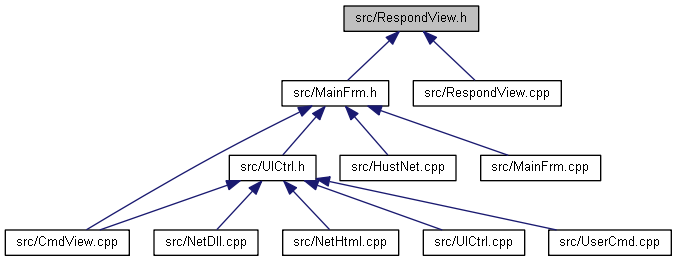 src/RespondView.h
src/MainFrm.h
src/RespondView.cpp
src/UICtrl.h
src/HustNet.cpp
src/MainFrm.cpp
src/CmdView.cpp
src/NetDll.cpp
src/NetHtml.cpp
src/UICtrl.cpp
src/UserCmd.cpp